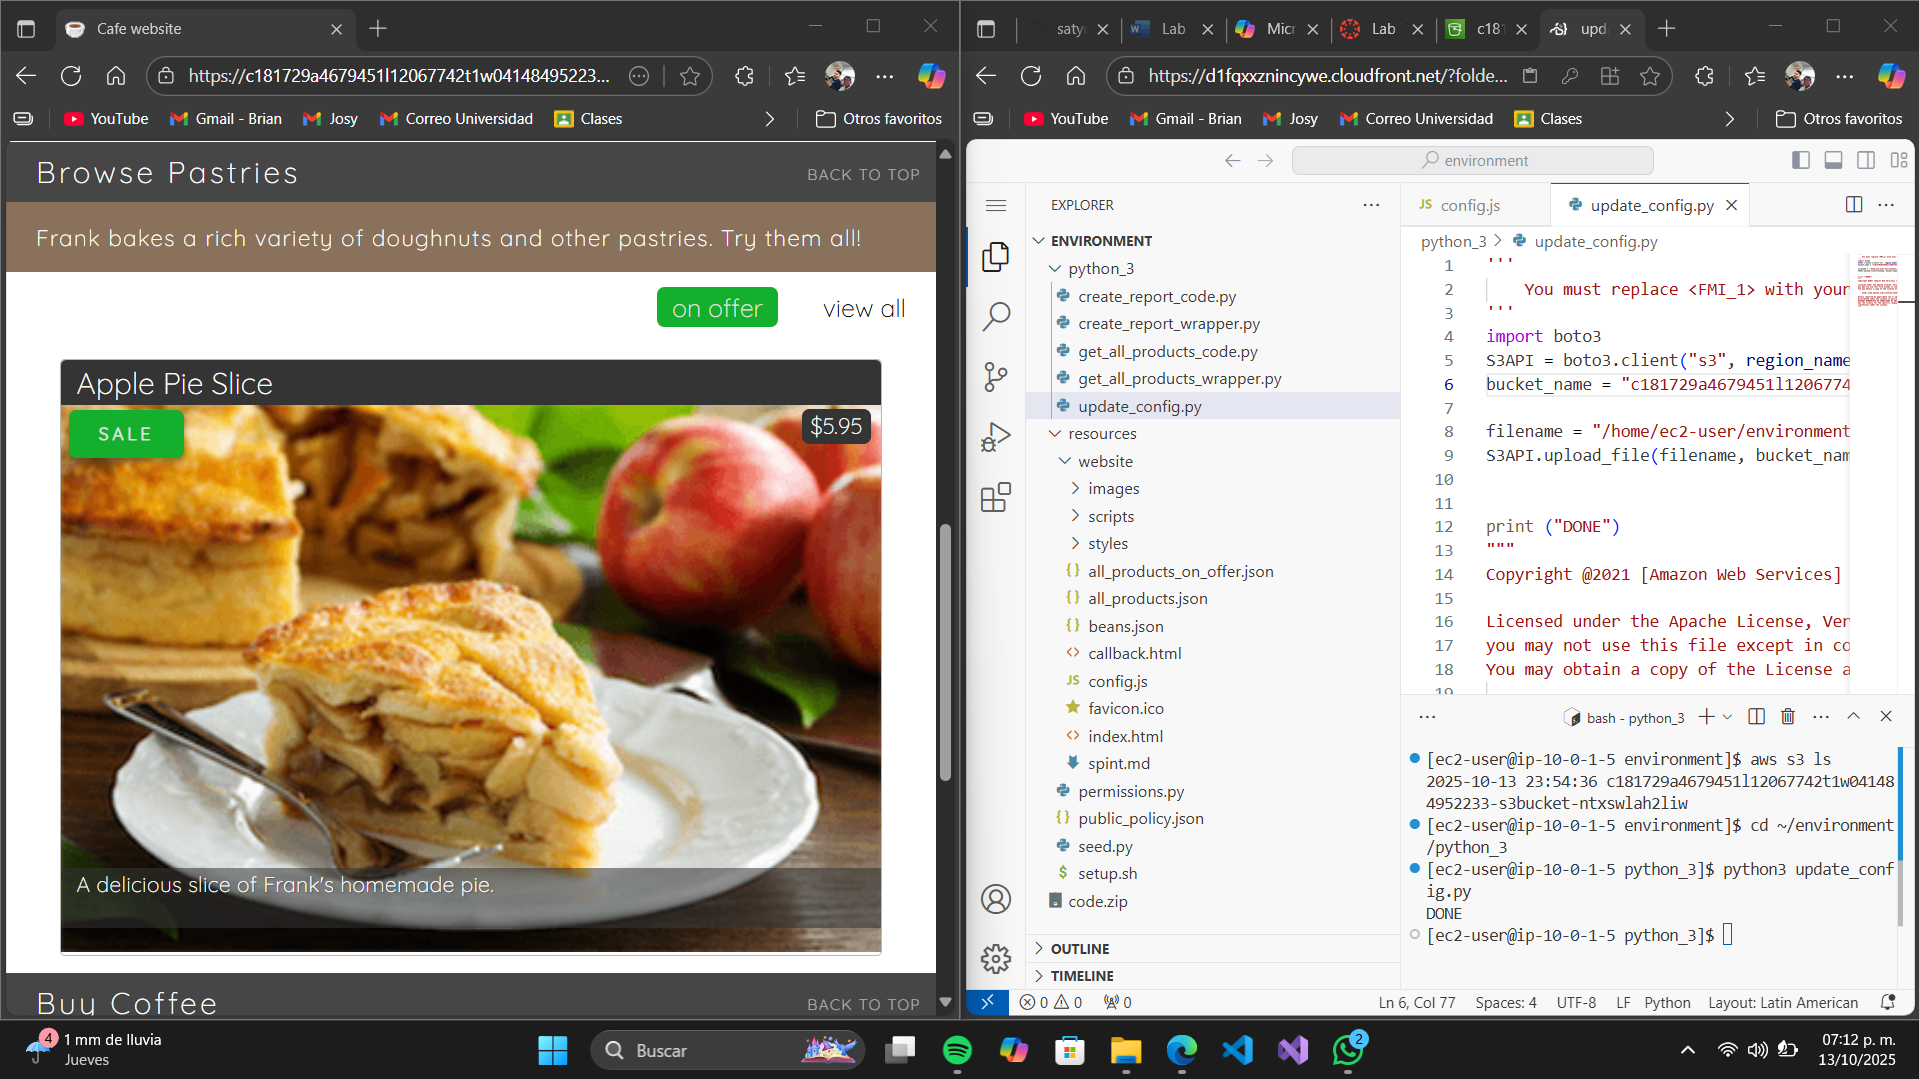 Cafe website
https://c181729a4679451l12067742t1w04148495223...
YouTube
Gmail - Brian
Josy
Correo Universidad
Clases
Otros favoritos
Browse Pastries
BACK TO TOP
Frank bakes a rich variety of doughnuts and other pastries. Try them all!
on offer
view all
Apple Pie Slice
SALE
$5.95
A delicious slice of Frank's homemade pie.
Buy Coffee
BACK TO TOP
saty
Lab
Micr
Lab
c181
upd
https://d1fqxxznincywe.cloudfront.net/?folde...
YouTube
Gmail - Brian
Josy
Correo Universidad
Clases
Otros favoritos
environment
EXPLORER
ENVIRONMENT
python_3
create_report_code.py
create_report_wrapper.py
get_all_products_code.py
get_all_products_wrapper.py
update_config.py
resources
website
images
scripts
styles
all_products_on_offer.json
all_products.json
beans.json
callback.html
JS config.js
favicon.ico
index.html
spint.md
permissions.py
public_policy.json
seed.py
$ setup.sh
code.zip
OUTLINE
TIMELINE
JS config.js
update_config.py
python_3 > update_config.py
1 '''
2 You must replace <FMI_1> with your
3 '''
4 import boto3
5 S3API = boto3.client("s3", region_name
6 bucket_name = "c181729a4679451l1206774
7
8 filename = "/home/ec2-user/environment
9 S3API.upload_file(filename, bucket_nam
10
11
12 print ("DONE")
13 """
14 Copyright @2021 [Amazon Web Services]
15
16 Licensed under the Apache License, Ver
17 you may not use this file except in co
18 You may obtain a copy of the License a
19
bash - python_3
[ec2-user@ip-10-0-1-5 environment]$ aws s3 ls
2025-10-13 23:54:36 c181729a4679451l12067742t1w04148
4952233-s3bucket-ntxswlah2liw
[ec2-user@ip-10-0-1-5 environment]$ cd ~/environment
/python_3
[ec2-user@ip-10-0-1-5 python_3]$ python3 update_conf
ig.py
DONE
[ec2-user@ip-10-0-1-5 python_3]$
0 0 0
Ln 6, Col 77
Spaces: 4
UTF-8
LF
Python
Layout: Latin American
4
1 mm de lluvia
Jueves
Buscar
2
07:12 p. m.
13/10/2025